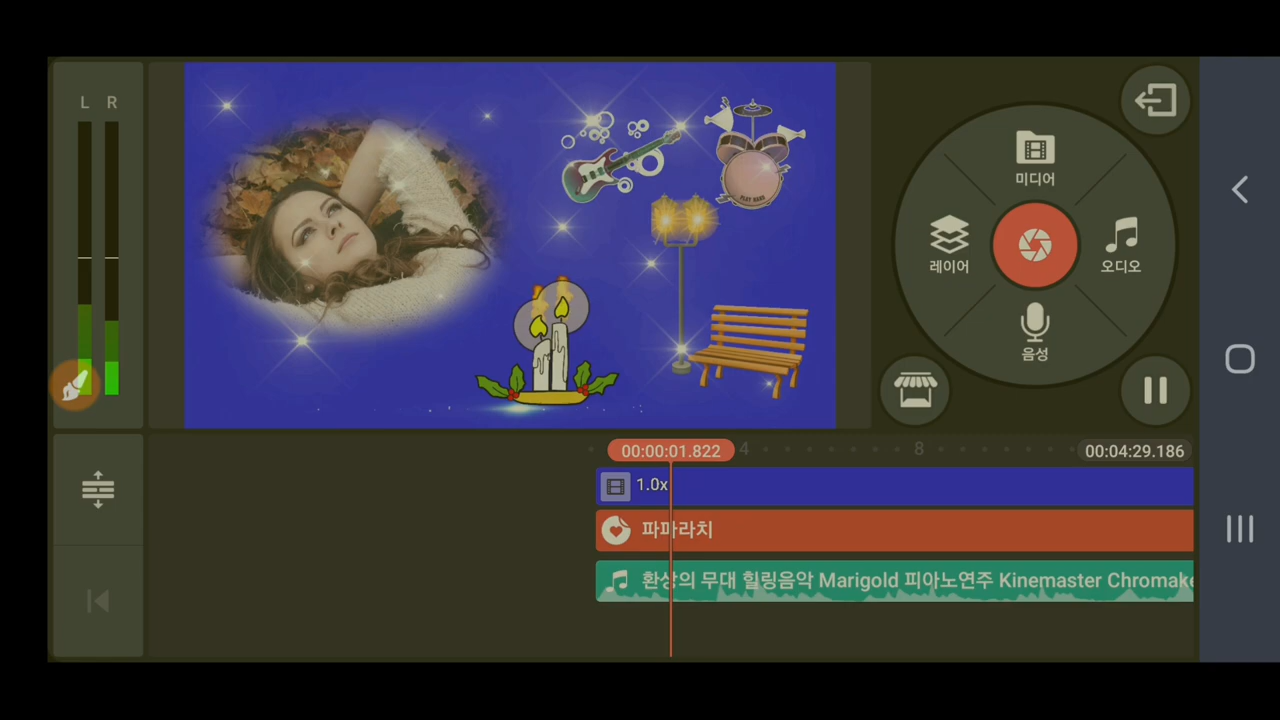 L R
PLAY HARD
미디어
레이어
오디오
음성
00:00:01.822
4
8
00:04:29.186
1.0x
파파라치
환상의 무대 힐링음악 Marigold 피아노연주 Kinemaster Chromake